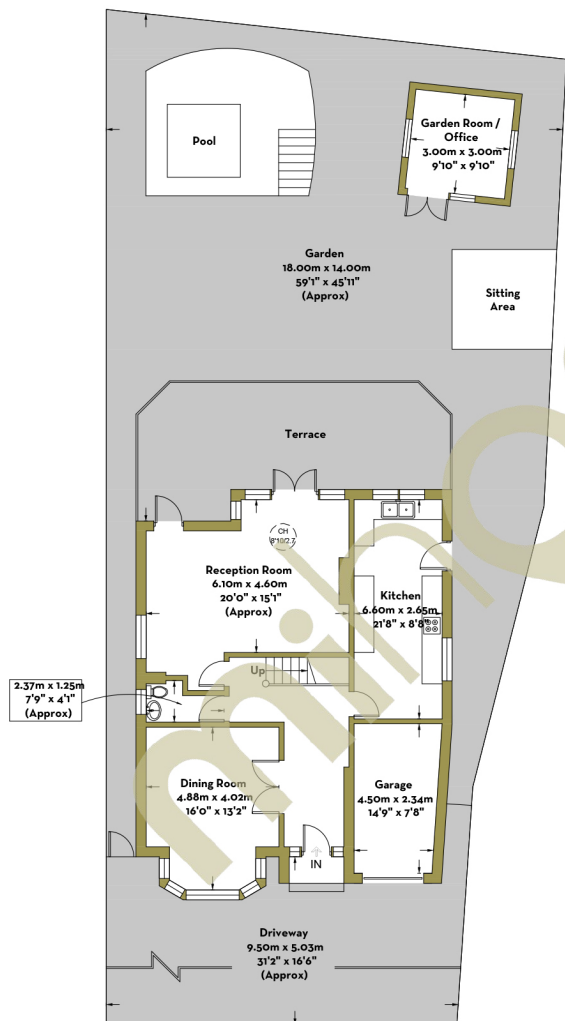 Pool
Garden Room /
Office
3.00m x 3.00m
9'10" x 9'10"
Garden
18.00m x 14.00m
59'1" x 45'11"
(Approx)
Sitting
Area
Terrace
CH
Reception Room
6.10m x 4.60m
20'0" x 15'1"
(Approx)
Kitchen
6.60m x 2.65m
21'8" x 8'8"
Up
2.37m x 1.25m
7'9" x 4'1"
(Approx)
Dining Room
4.88m x 4.02m
16'0" x 13'2"
Garage
4.50m x 2.34m
14'9" x 7'8"
IN
Driveway
9.50m x 5.03m
31'2" x 16'6"
(Approx)